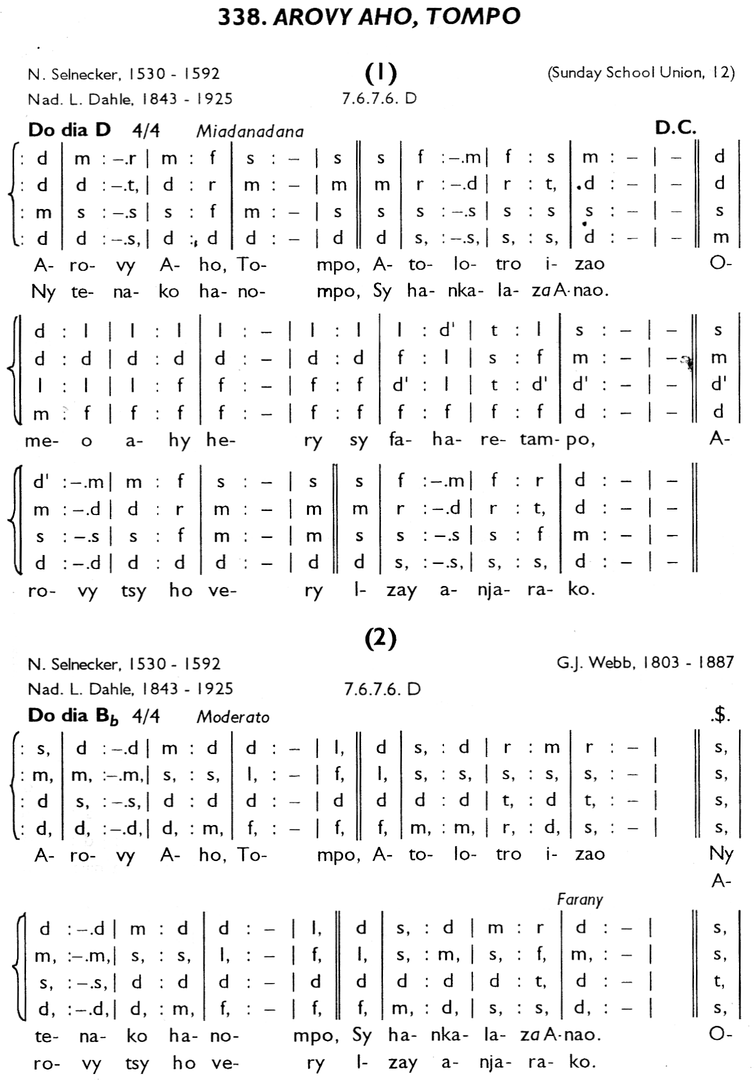 338. AROVY AHO, TOMPO
(1)
N. Selnecker, 1530 - 1592 (Sunday School Union, 12)
Nad. L. Dahle, 1843 - 1925 7.6.7.6. D
Do dia D 4/4 Miadanadana D.C.
: d | m : –.r | m : f | s : – | s || s | f : –.m | f : s | m : – | – || d
: d | d : –.t, | d : r | m : – | m || m | r : –.d | r : t, | d : – | – || d
: m | s : –.s | s : f | m : – | s || s | s : –.s | s : s | s : – | – || s
: d | d : –.s, | d : d | d : – | d || d | s, : –.s, | s, : s, | d : – | – || m
A- ro- vy A- ho, To- mpo, A- to- lo- tro i- zao O-
Ny te- na- ko ha- no- mpo, Sy ha- nka- la- za A-nao.
d : l | l : l | l : – | l : l | l : d' | t : l | s : – | – || s
d : d | d : d | d : – | d : d | f : l | s : f | m : – | – || m
l : l | l : f | f : – | f : f | d' : l | t : d' | d' : – | – || d'
m : f | f : f | f : – | f : f | f : f | f : f | d : – | – || d
me- o a- hy he- ry sy fa- ha- re- tam- po, A-
d' : –.m | m : f | s : – | s || s | f : –.m | f : r | d : – | – ||
m : –.d | d : r | m : – | m || m | r : –.d | r : t, | d : – | – ||
s : –.s | s : f | m : – | m || s | s : –.s | s : f | m : – | – ||
d : –.d | d : d | d : – | d || d | s, : –.s, | s, : s, | d : – | – ||
ro- vy tsy ho ve- ry I- zay a- nja- ra- ko.
(2)
N. Selnecker, 1530 - 1592 G.J. Webb, 1803 - 1887
Nad. L. Dahle, 1843 - 1925 7.6.7.6. D
Do dia Bb 4/4 Moderato .$.
: s, | d : –.d | m : d | d : – | l, || d | s, : d | r : m | r : – | || s,
: m, | m, : –.m, | s, : s, | l, : – | f, || l, | s, : s, | s, : s, | s, : – | || s,
: d | s, : –.s, | d : d | d : – | d || d | d : d | t, : d | t, : – | || s,
: d, | d, : –.d, | d, : m, | f, : – | f, || f, | m, : m, | r, : d, | s, : – | || s,
A- ro- vy A- ho, To- mpo, A- to- lo- tro i- zao Ny
A-
Farany
d : –.d | m : d | d : – | l, || d | s, : d | m : r | d : – | || s,
m, : –.m, | s, : s, | l, : – | f, || l, | s, : m, | s, : f, | m, : – | || s,
s, : –.s, | d : d | d : – | d || d | d : d | d : t, | d : – | || t,
d, : –.d, | d, : m, | f, : – | f, || f, | m, : d, | s, : s, | d, : – | || s,
te- na- ko ha- no- mpo, Sy ha- nka- la- za A-nao. O-
ro- vy tsy ho ve- ry I- zay a- nja- ra- ko.